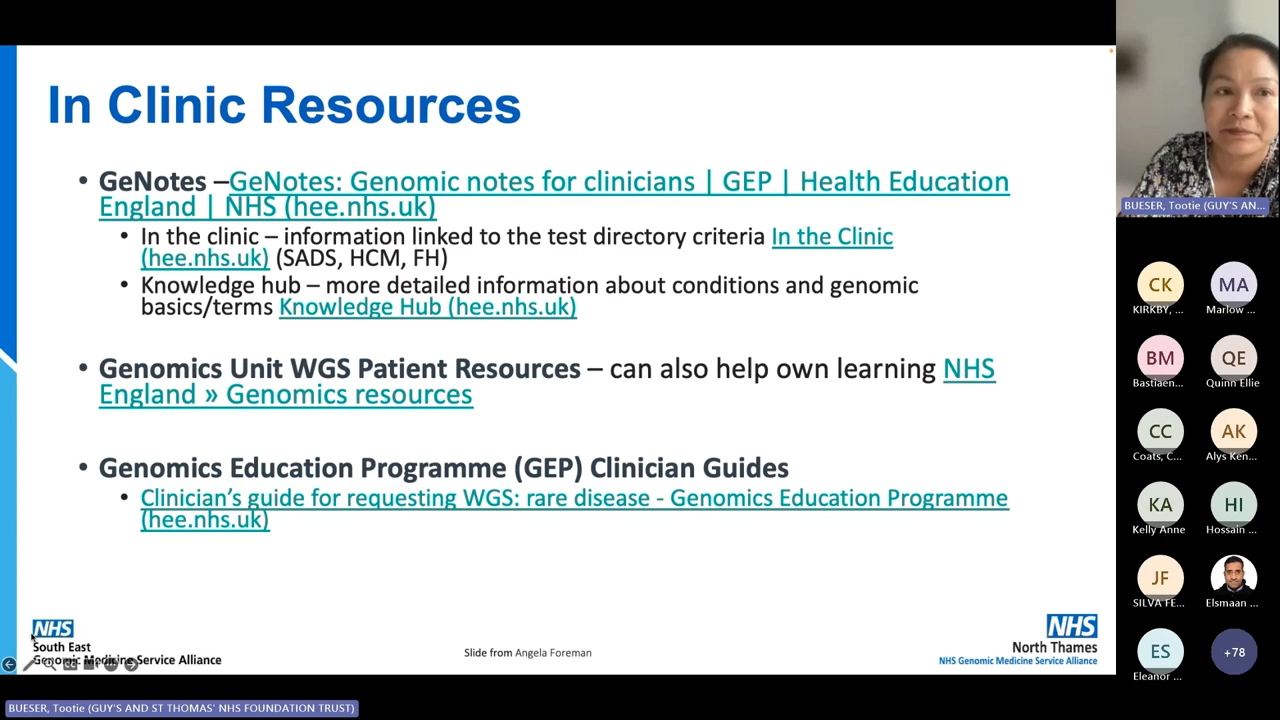 In Clinic Resources
• GeNotes –GeNotes: Genomic notes for clinicians | GEP | Health Education
England | NHS (hee.nhs.uk)
• In the clinic – information linked to the test directory criteria In the Clinic
(hee.nhs.uk) (SADS, HCM, FH)
• Knowledge hub – more detailed information about conditions and genomic
basics/terms Knowledge Hub (hee.nhs.uk)
• Genomics Unit WGS Patient Resources – can also help own learning NHS
England » Genomics resources
• Genomics Education Programme (GEP) Clinician Guides
• Clinician's guide for requesting WGS: rare disease - Genomics Education Programme
(hee.nhs.uk)
NHS
South East
Genomic Medicine Service Alliance
Slide from Angela Foreman
NHS
North Thames
NHS Genomic Medicine Service Alliance
BUESER, Tootie (GUY'S AND ST THOMAS' NHS FOUNDATION TRUST)
BUESER, Tootie (GUY'S AN...
CK
MA
KIRKBY, ...
Marlow ...
BM
QE
Bastiaen...
Quinn Ellie
CC
AK
Coats, C...
Alys Ken...
KA
HI
Kelly Anne
Hossain ...
JF
SILVA FE...
Elsmaan ...
ES
+78
Eleanor ...